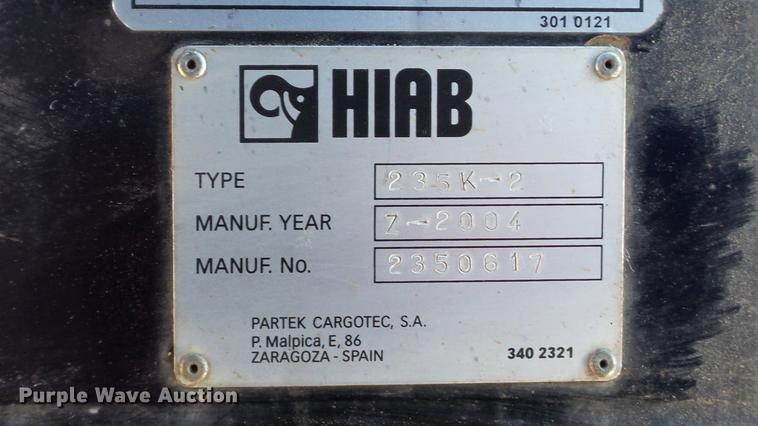 301 0121
HIAB
TYPE 235K-2
MANUF. YEAR Z-2004
MANUF. No. 2350617
PARTEK CARGOTEC, S.A.
P. Malpica, E, 86
ZARAGOZA - SPAIN 340 2321
Purple Wave Auction